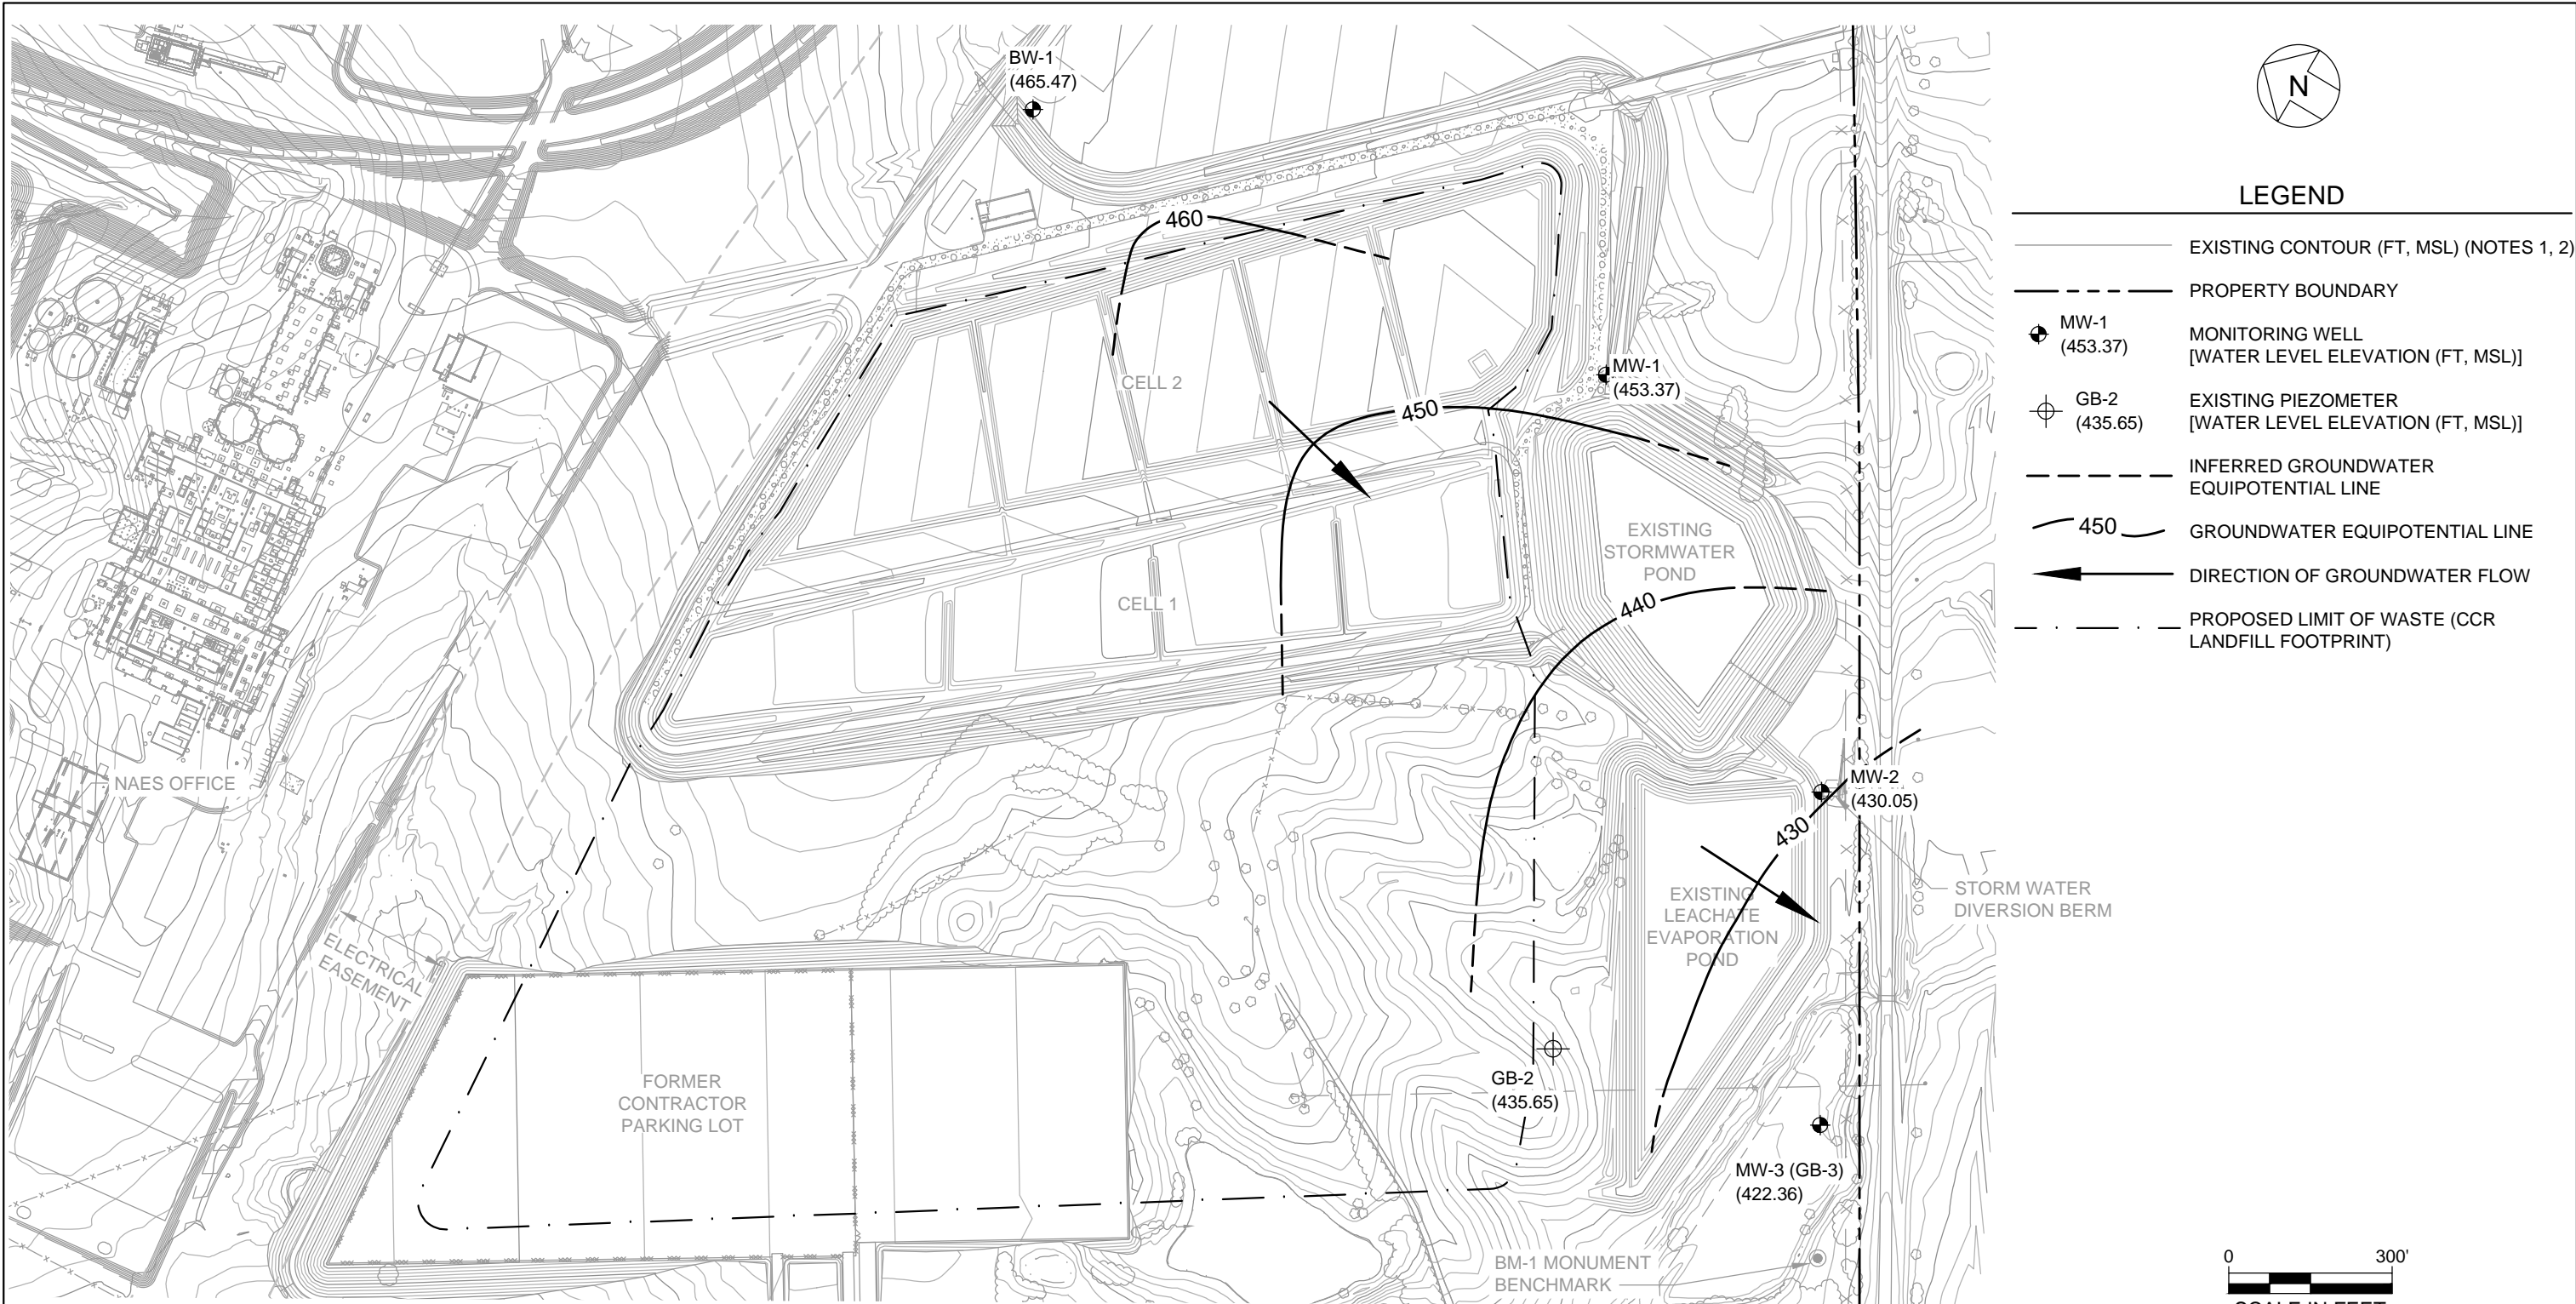 BW-1
(465.47)
460
CELL 2
450
MW-1
(453.37)
EXISTING
STORMWATER
POND
CELL 1
440
NAES OFFICE
MW-2
(430.05)
430
EXISTING
LEACHATE
EVAPORATION
POND
STORM WATER
DIVERSION BERM
ELECTRICAL
EASEMENT
FORMER
CONTRACTOR
PARKING LOT
GB-2
(435.65)
MW-3 (GB-3)
(422.36)
BM-1 MONUMENT
BENCHMARK
N
LEGEND
EXISTING CONTOUR (FT, MSL) (NOTES 1, 2)
PROPERTY BOUNDARY
MW-1
(453.37)
MONITORING WELL
[WATER LEVEL ELEVATION (FT, MSL)]
GB-2
(435.65)
EXISTING PIEZOMETER
[WATER LEVEL ELEVATION (FT, MSL)]
INFERRED GROUNDWATER
EQUIPOTENTIAL LINE
450
GROUNDWATER EQUIPOTENTIAL LINE
DIRECTION OF GROUNDWATER FLOW
PROPOSED LIMIT OF WASTE (CCR
LANDFILL FOOTPRINT)
0 300'
SCALE IN FEET